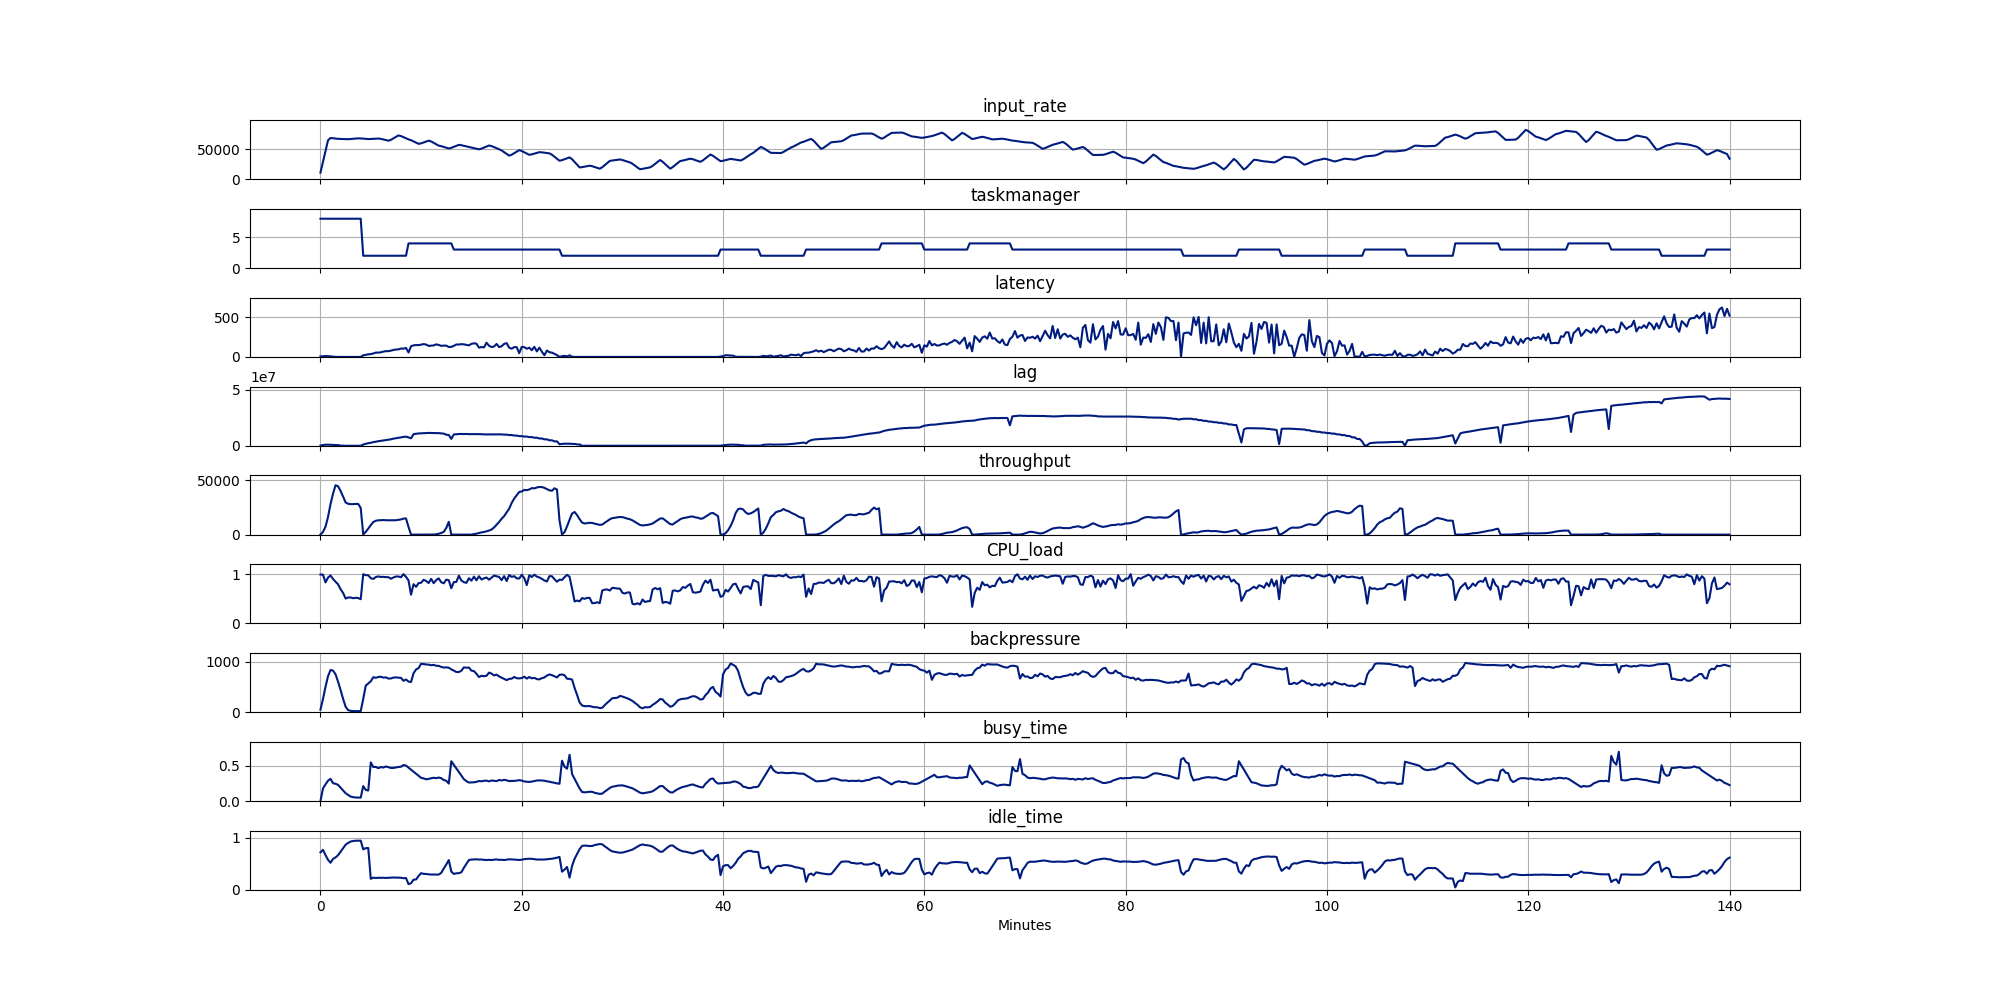 input_rate
50000
0
taskmanager
5
0
latency
500
0
1e7
lag
5
0
throughput
50000
0
CPU_load
1
0
backpressure
1000
0
busy_time
0.5
0.0
idle_time
1
0
0 20 40 60 80 100 120 140
Minutes